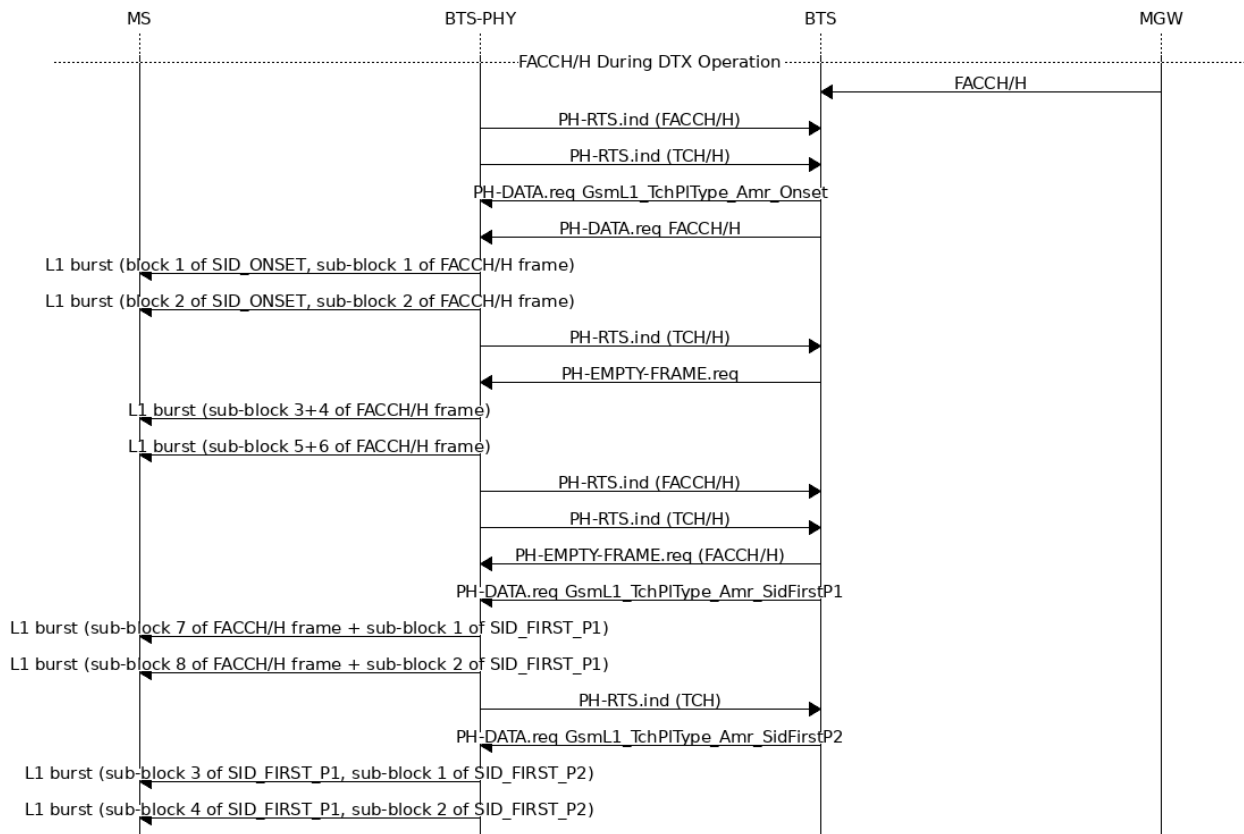 MS BTS-PHY BTS MGW
FACCH/H During DTX Operation
FACCH/H
PH-RTS.ind (FACCH/H)
PH-RTS.ind (TCH/H)
PH-DATA.req GsmL1_TchPlType_Amr_Onset
PH-DATA.req FACCH/H
L1 burst (block 1 of SID_ONSET, sub-block 1 of FACCH/H frame)
L1 burst (block 2 of SID_ONSET, sub-block 2 of FACCH/H frame)
PH-RTS.ind (TCH/H)
PH-EMPTY-FRAME.req
L1 burst (sub-block 3+4 of FACCH/H frame)
L1 burst (sub-block 5+6 of FACCH/H frame)
PH-RTS.ind (FACCH/H)
PH-RTS.ind (TCH/H)
PH-EMPTY-FRAME.req (FACCH/H)
PH-DATA.req GsmL1_TchPlType_Amr_SidFirstP1
L1 burst (sub-block 7 of FACCH/H frame + sub-block 1 of SID_FIRST_P1)
L1 burst (sub-block 8 of FACCH/H frame + sub-block 2 of SID_FIRST_P1)
PH-RTS.ind (TCH)
PH-DATA.req GsmL1_TchPlType_Amr_SidFirstP2
L1 burst (sub-block 3 of SID_FIRST_P1, sub-block 1 of SID_FIRST_P2)
L1 burst (sub-block 4 of SID_FIRST_P1, sub-block 2 of SID_FIRST_P2)